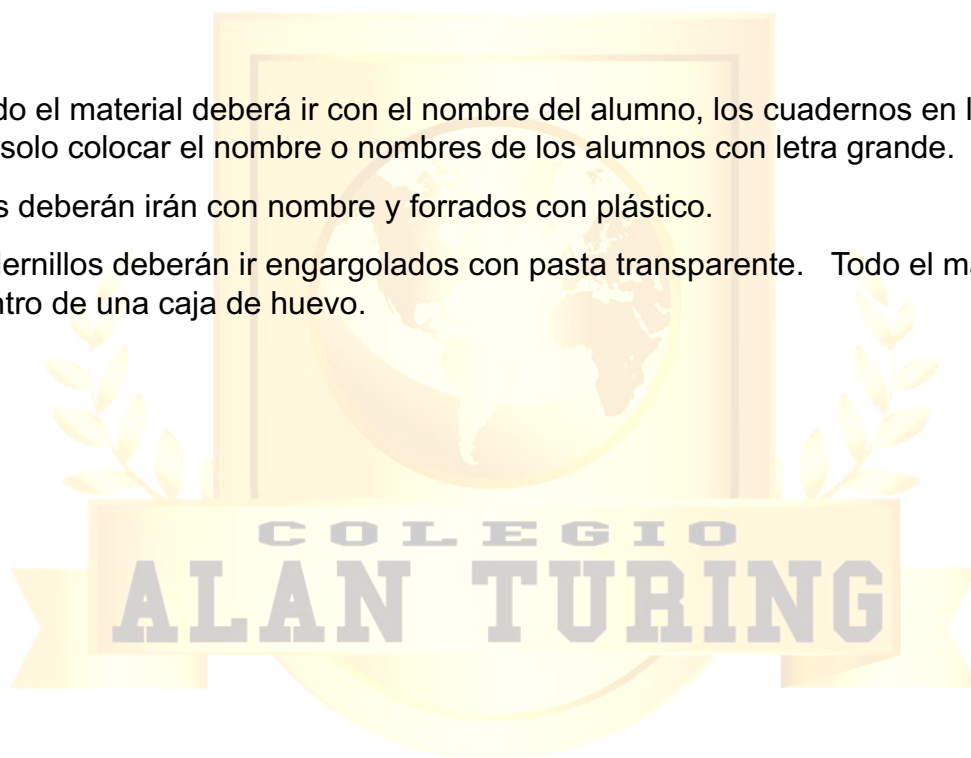 do el material deberá ir con el nombre del alumno, los cuadernos en l
solo colocar el nombre o nombres de los alumnos con letra grande.
s deberán irán con nombre y forrados con plástico.
dernillos deberán ir engargolados con pasta transparente. Todo el ma
ntro de una caja de huevo.
COLEGIO
ALAN TURING